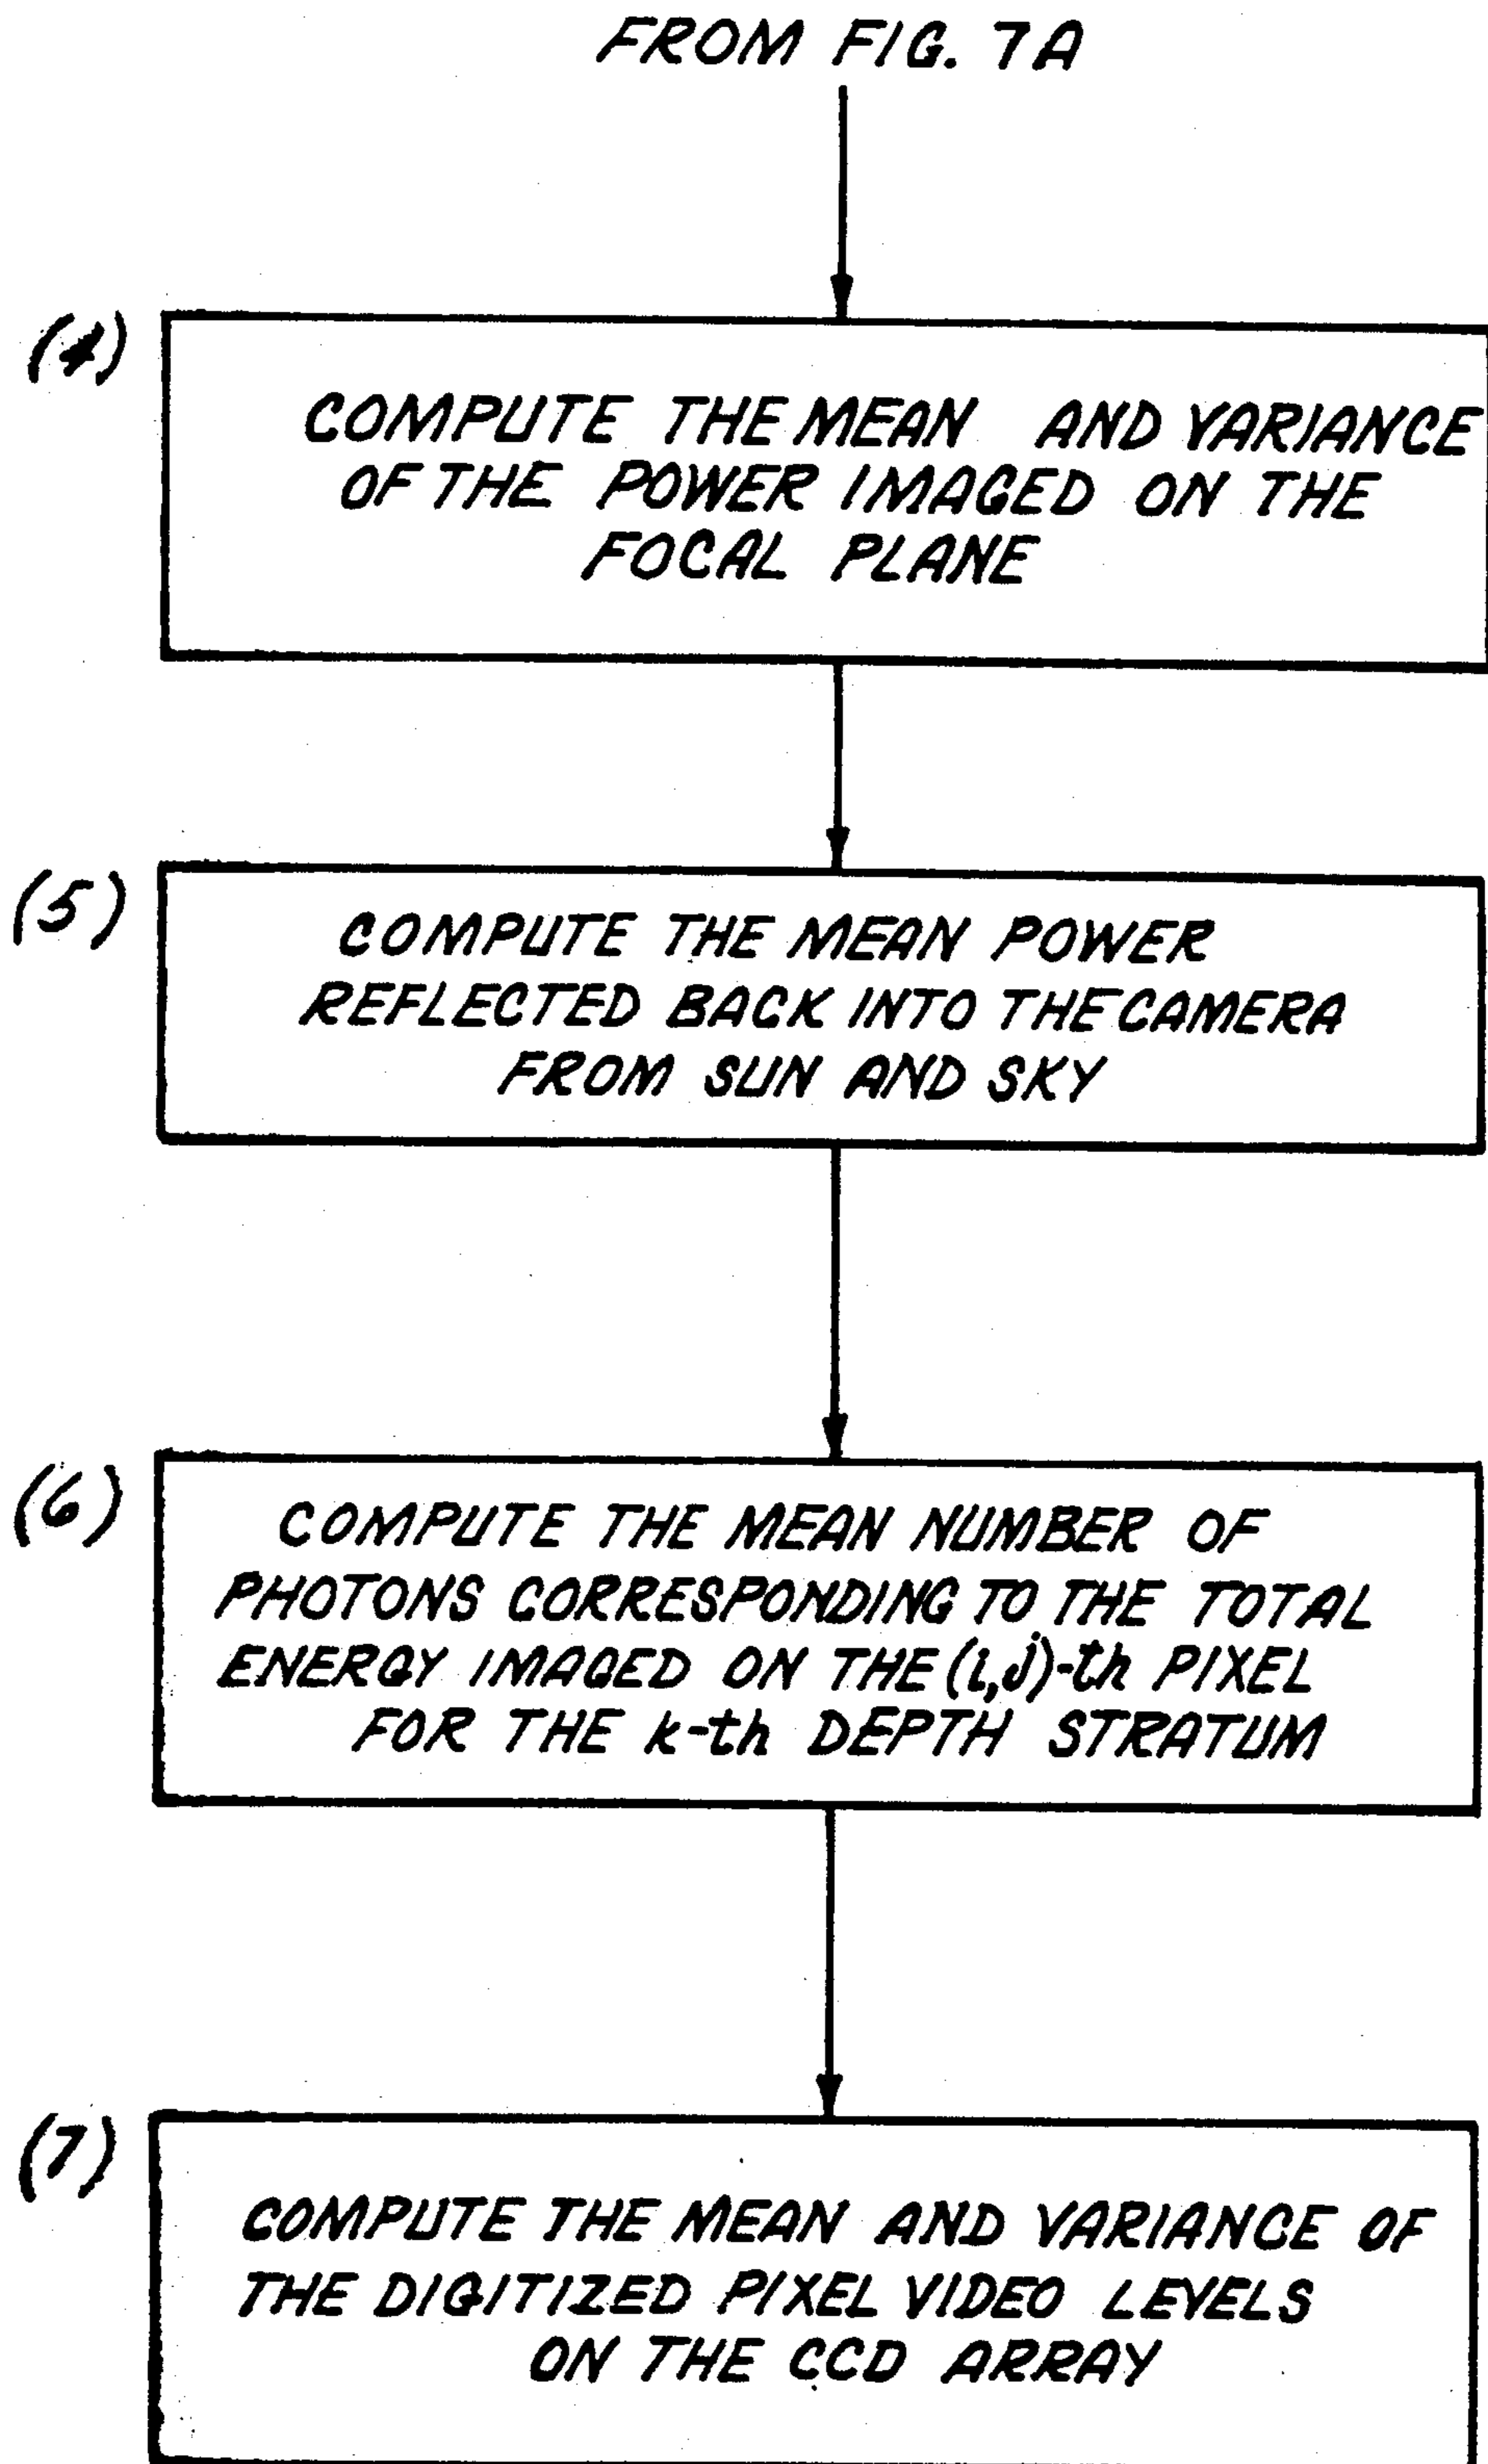 FROM FIG. 7A
(4)
COMPUTE THE MEAN AND VARIANCE
OF THE POWER IMAGED ON THE
FOCAL PLANE
(5)
COMPUTE THE MEAN POWER
REFLECTED BACK INTO THE CAMERA
FROM SUN AND SKY
(6)
COMPUTE THE MEAN NUMBER OF
PHOTONS CORRESPONDING TO THE TOTAL
ENERGY IMAGED ON THE (i,j)-th PIXEL
FOR THE k-th DEPTH STRATUM
(7)
COMPUTE THE MEAN AND VARIANCE OF
THE DIGITIZED PIXEL VIDEO LEVELS
ON THE CCD ARRAY